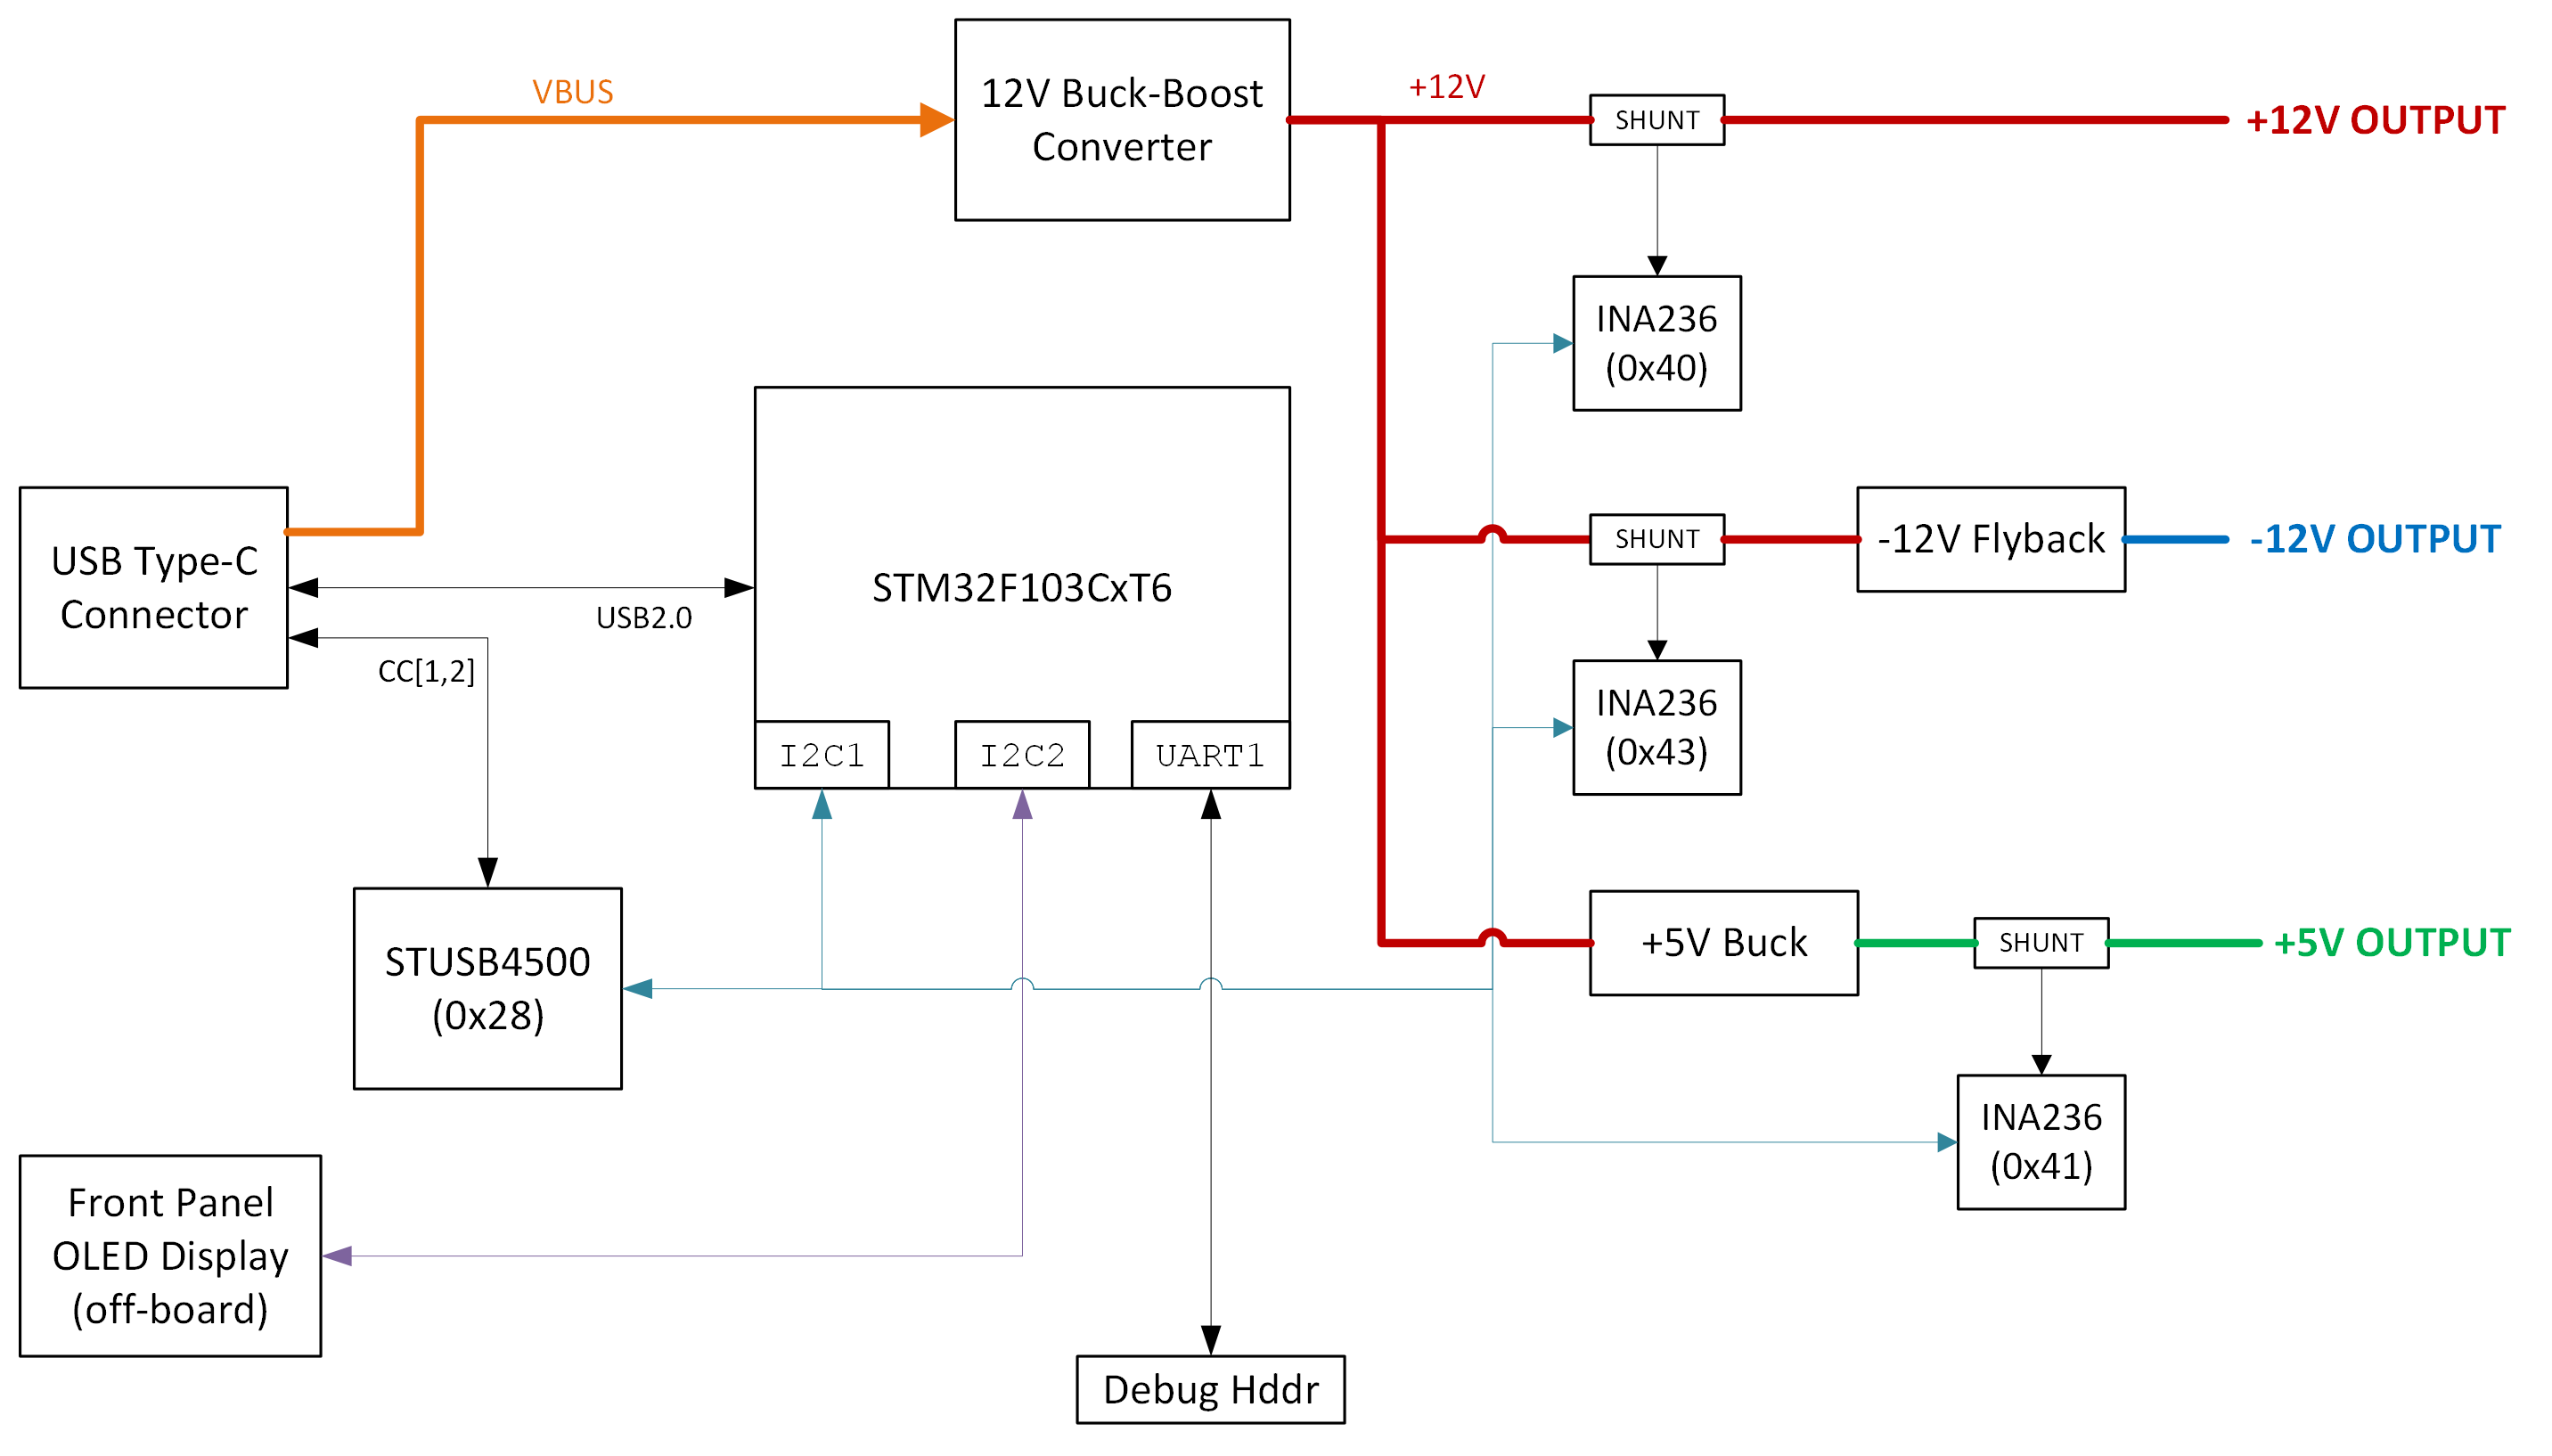 VBUS
12V Buck-Boost
Converter
+12V
SHUNT
+12V OUTPUT
INA236
(0x40)
USB Type-C
Connector
USB2.0
CC[1,2]
STM32F103CxT6
I2C1
I2C2
UART1
SHUNT
-12V Flyback
-12V OUTPUT
INA236
(0x43)
STUSB4500
(0x28)
+5V Buck
SHUNT
+5V OUTPUT
INA236
(0x41)
Front Panel
OLED Display
(off-board)
Debug Hddr